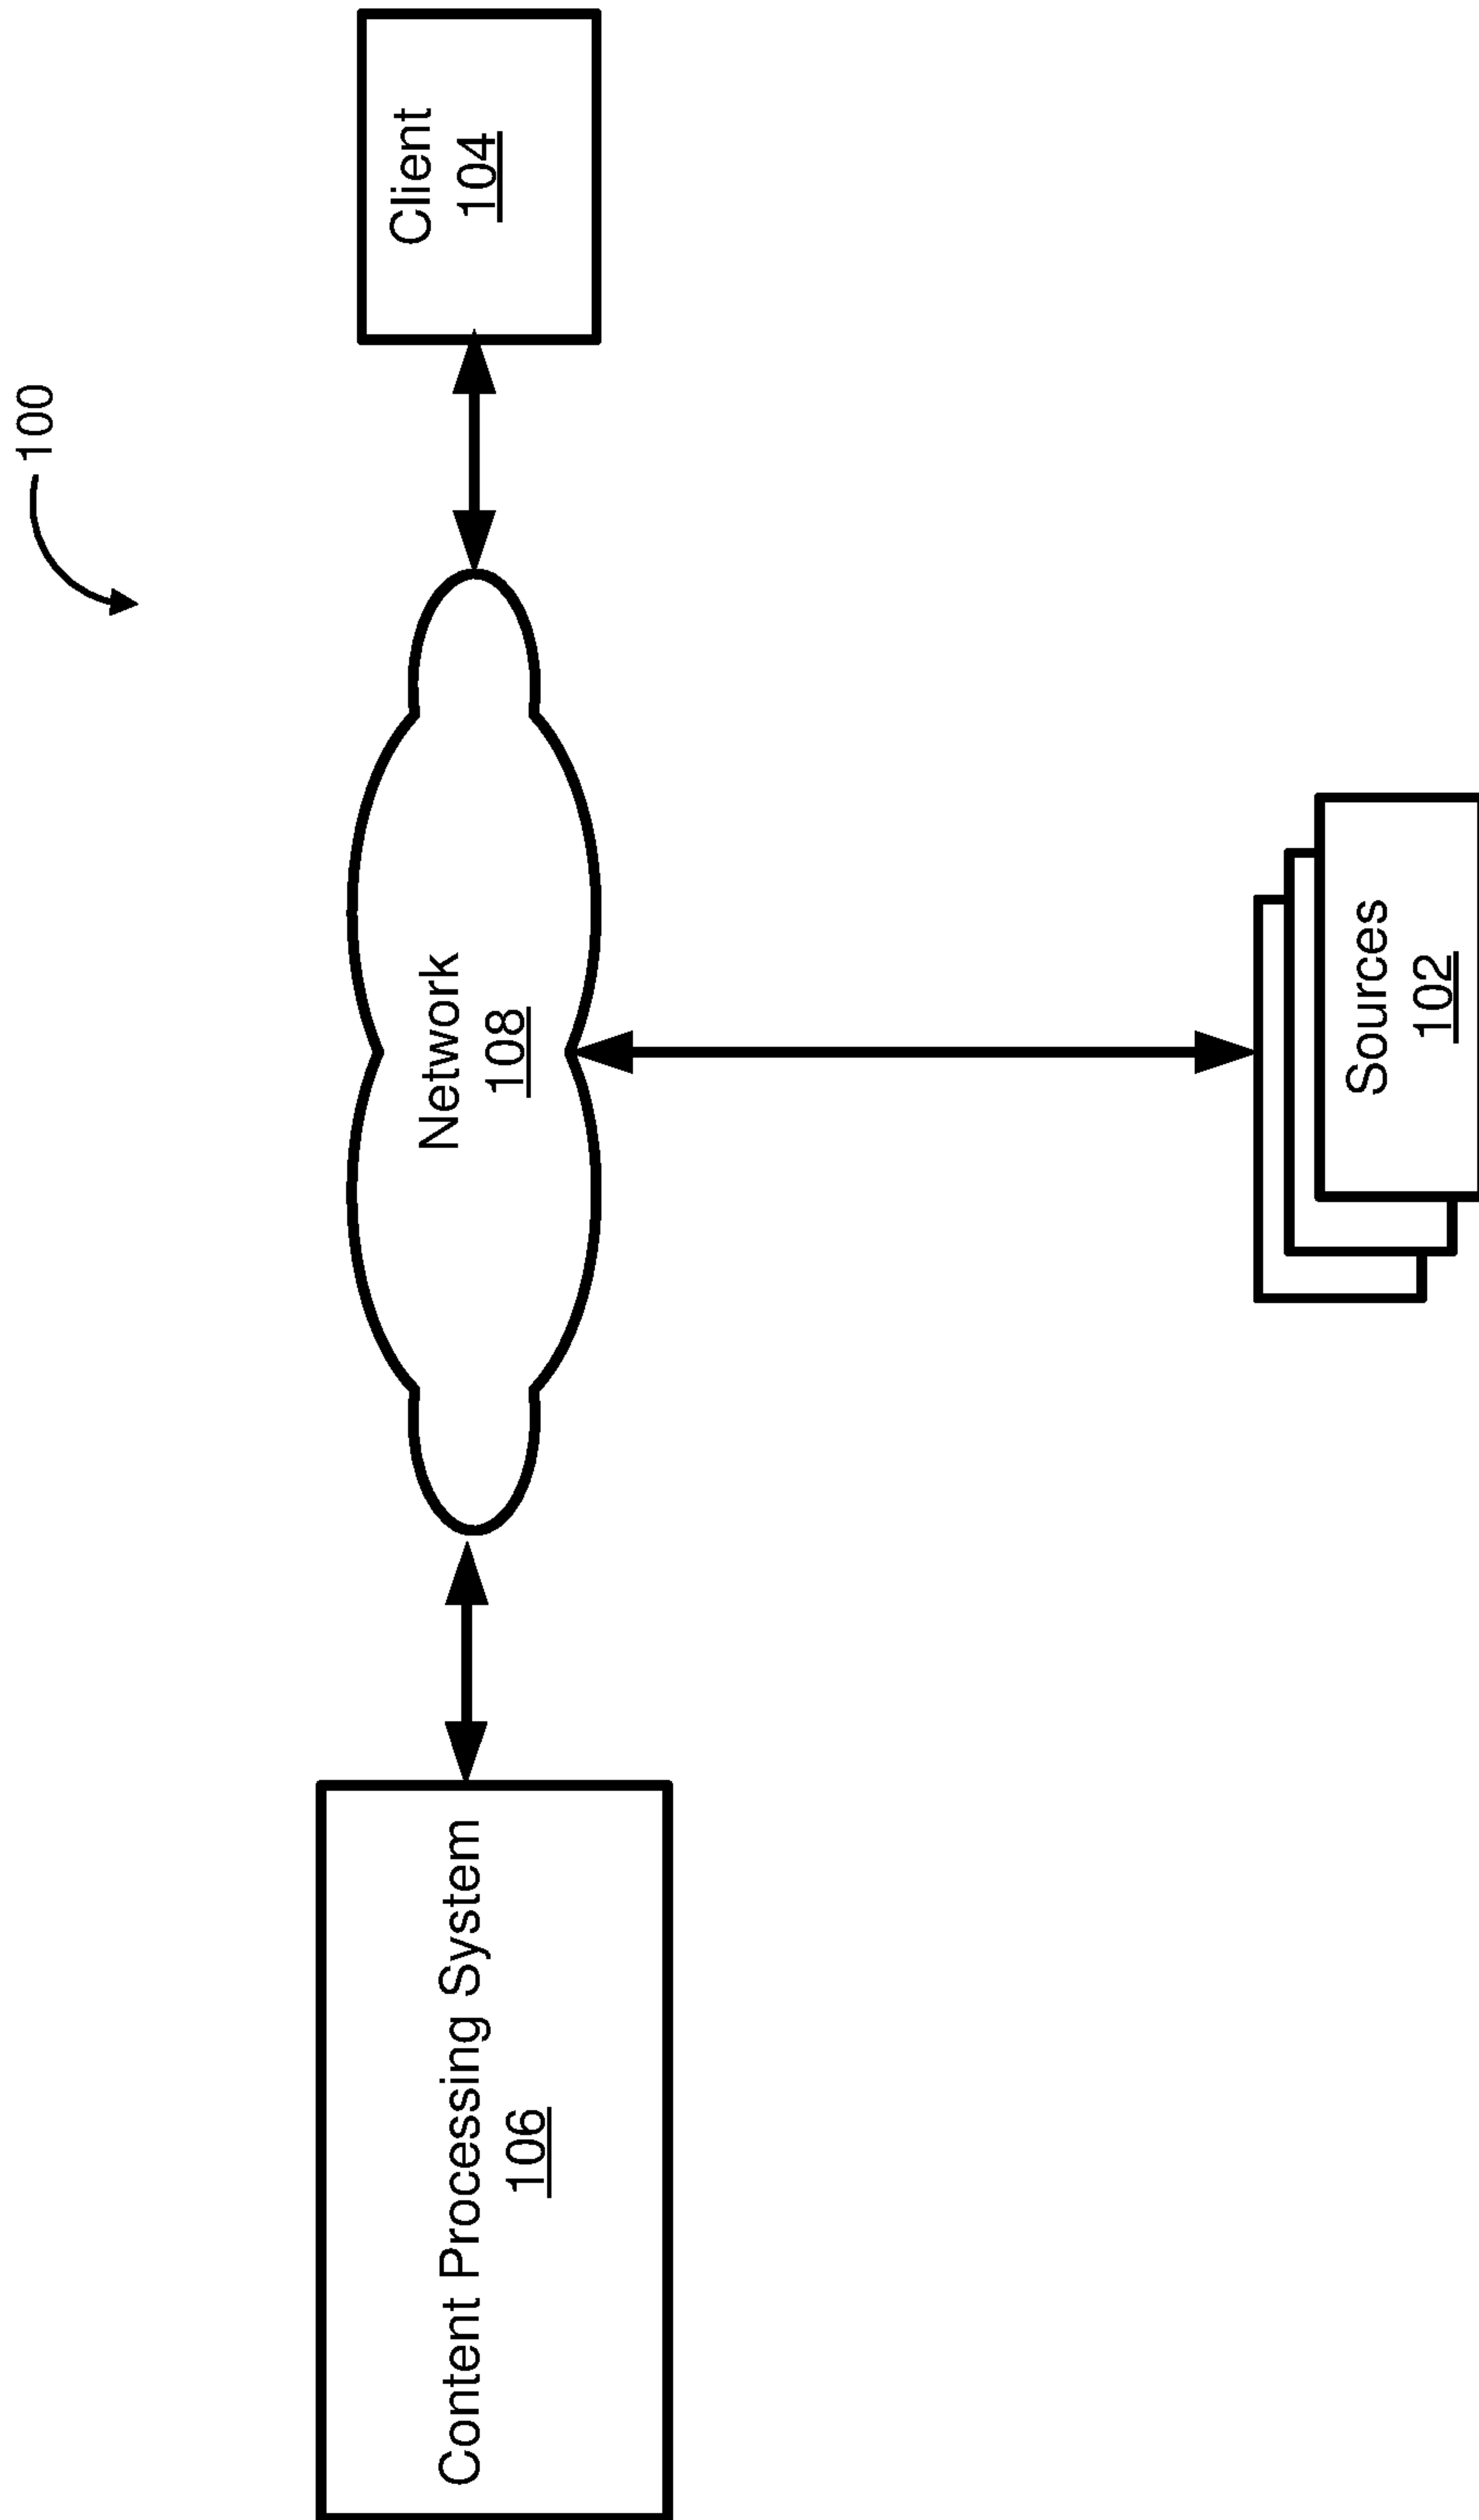 100
Content Processing System
106
Network
108
Client
104
Sources
102